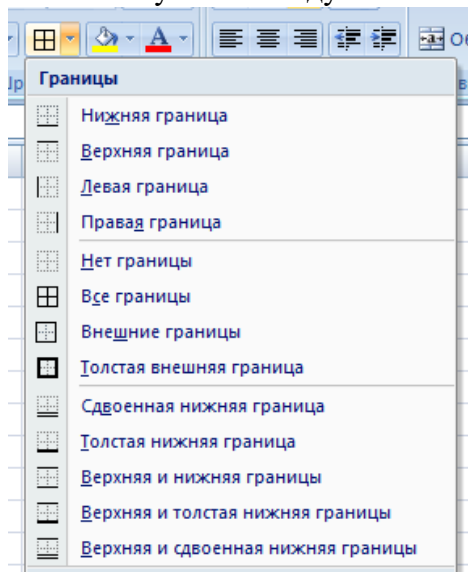 Границы
Нижняя граница
Верхняя граница
Левая граница
Правая граница
Нет границы
Все границы
Внешние границы
Толстая внешняя граница
Сдвоенная нижняя граница
Толстая нижняя граница
Верхняя и нижняя границы
Верхняя и толстая нижняя границы
Верхняя и сдвоенная нижняя границы